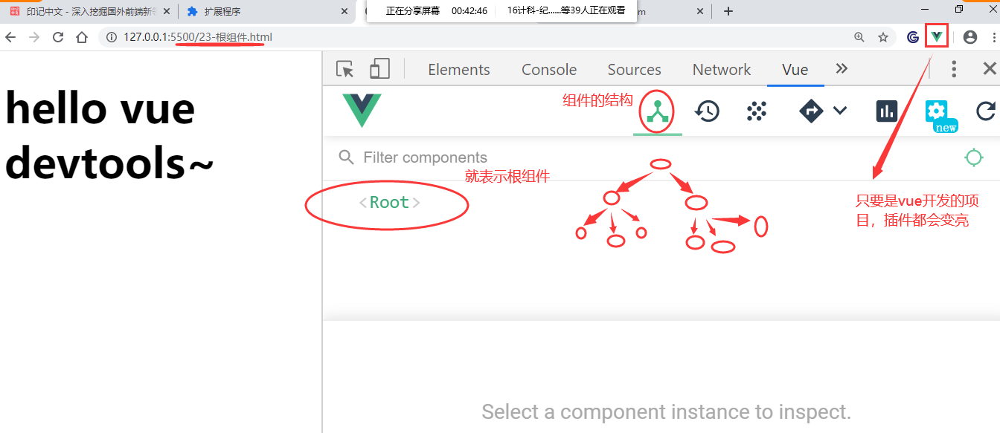 印记中文 - 深入挖掘国外前端新
扩展程序
正在分享屏幕 00:42:46 16计科-纪......等39人正在观看
m
127.0.0.1:5500/23-根组件.html
Elements Console Sources Network Vue
hello vue
devtools~
组件的结构
new
Filter components
就表示根组件
<Root>
只要是vue开发的项
目，插件都会变亮
Select a component instance to inspect.